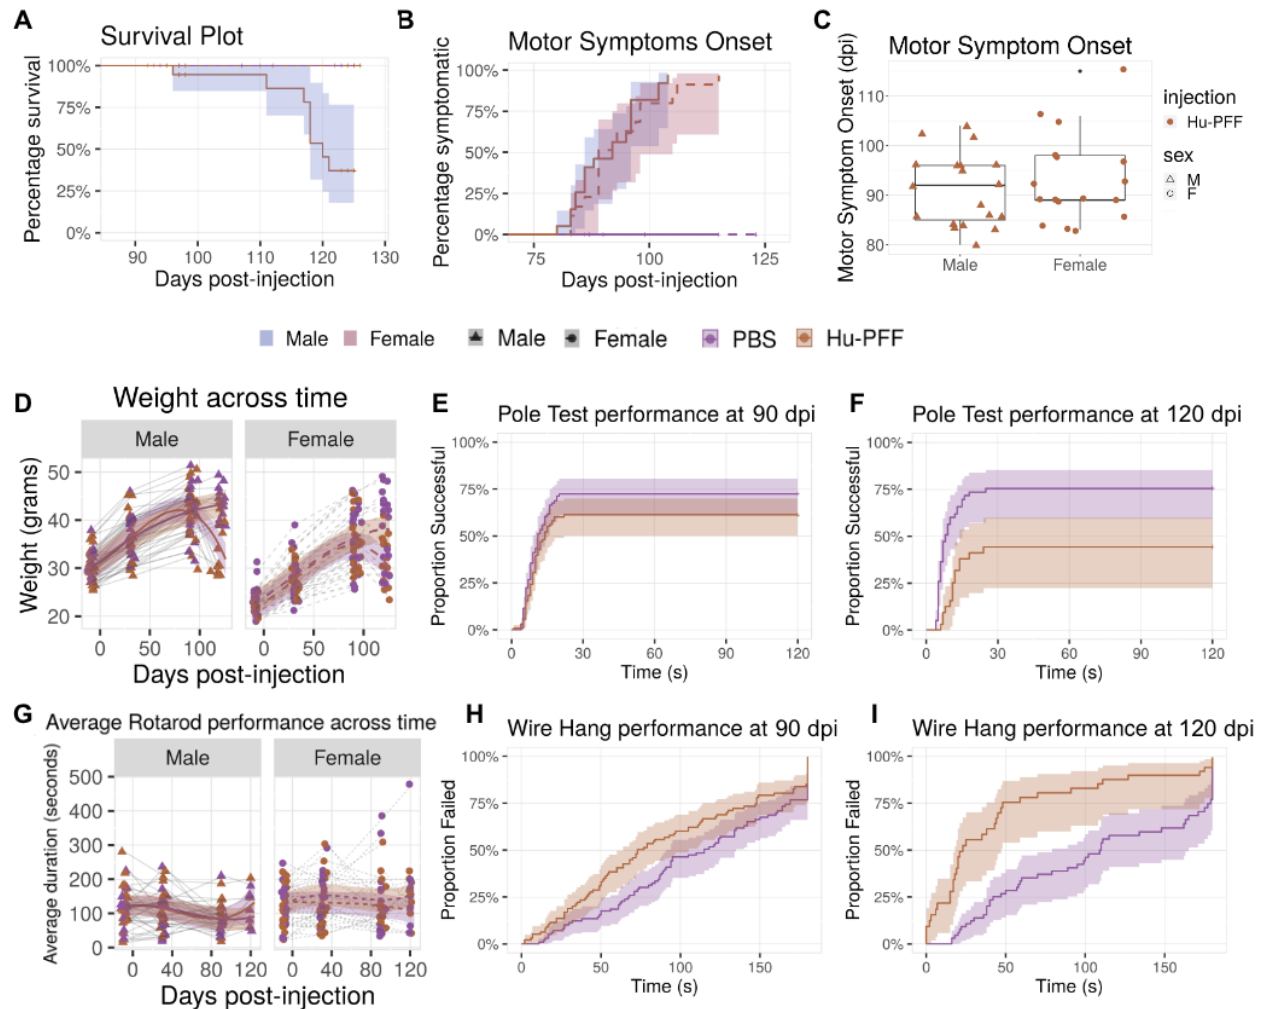 A
Survival Plot
Percentage survival
100%
75%
50%
25%
0%
90
100
110
120
130
Days post-injection
B
Motor Symptoms Onset
Percentage symptomatic
100%
75%
50%
25%
0%
75
100
125
Days post-injection
C
Motor Symptom Onset
Motor Symptom Onset (dpi)
110
100
90
80
Male
Female
injection
Hu-PFF
sex
M
F
Male
Female
Male
Female
PBS
Hu-PFF
D
Weight across time
Male
Female
Weight (grams)
50
40
30
20
0
50
100
0
50
100
Days post-injection
E
Pole Test performance at 90 dpi
Proportion Successful
100%
75%
50%
25%
0%
0
30
60
90
120
Time (s)
F
Pole Test performance at 120 dpi
Proportion Successful
100%
75%
50%
25%
0%
0
30
60
90
120
Time (s)
G
Average Rotarod performance across time
Male
Female
Average duration (seconds)
500
400
300
200
100
0
0
40
80
120
0
40
80
120
Days post-injection
H
Wire Hang performance at 90 dpi
Proportion Failed
100%
75%
50%
25%
0%
0
50
100
150
Time (s)
I
Wire Hang performance at 120 dpi
Proportion Failed
100%
75%
50%
25%
0%
0
50
100
150
Time (s)